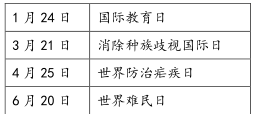 1 月 24 日 国际教育日
3 月 21 日 消除种族歧视国际日
4 月 25 日 世界防治疟疾日
6 月 20 日 世界难民日